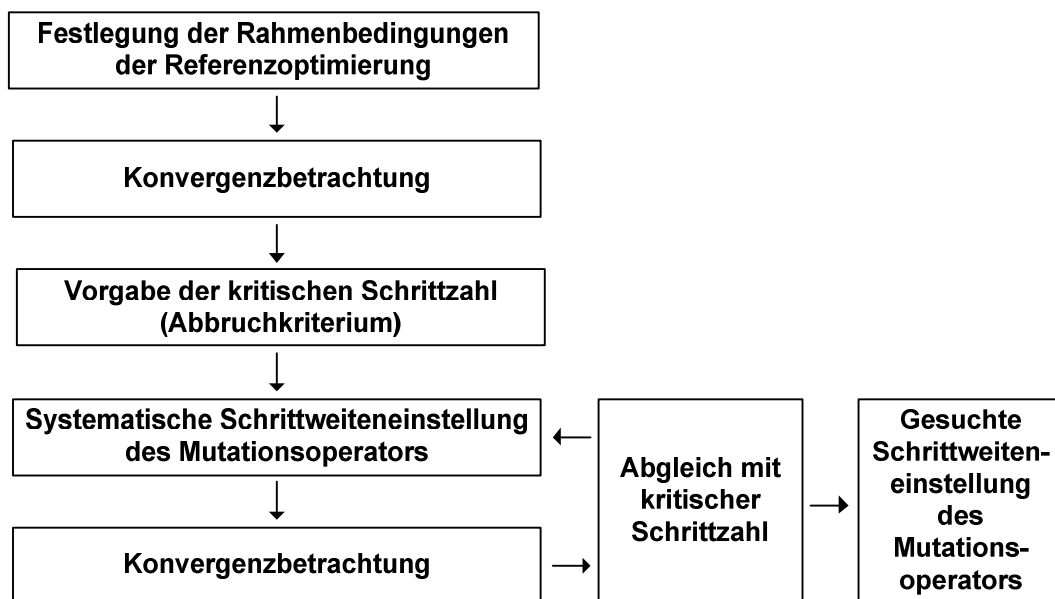 Festlegung der Rahmenbedingungen
der Referenzoptimierung
Konvergenzbetrachtung
Vorgabe der kritischen Schrittzahl
(Abbruchkriterium)
Systematische Schrittweiteneinstellung
des Mutationsoperators
Konvergenzbetrachtung
Abgleich mit
kritischer
Schrittzahl
Gesuchte
Schrittweiten-
einstellung
des
Mutations-
operators